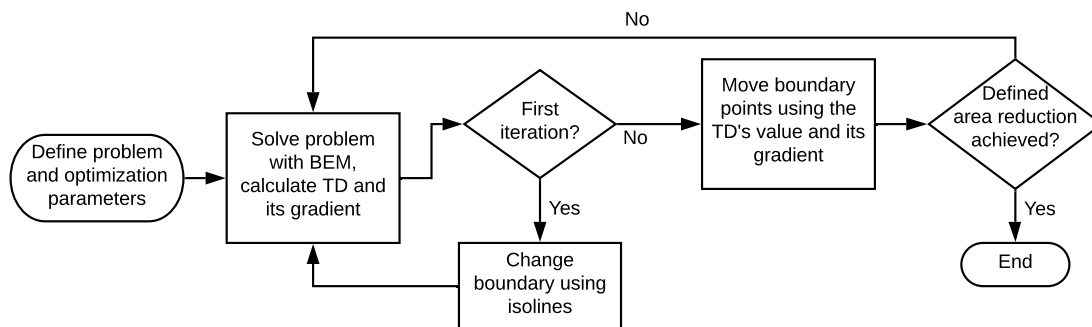 No
Define problem
and optimization
parameters
Solve problem
with BEM,
calculate TD and
its gradient
First
iteration?
No
Yes
Change
boundary using
isolines
Move boundary
points using the
TD's value and its
gradient
Defined
area reduction
achieved?
Yes
End